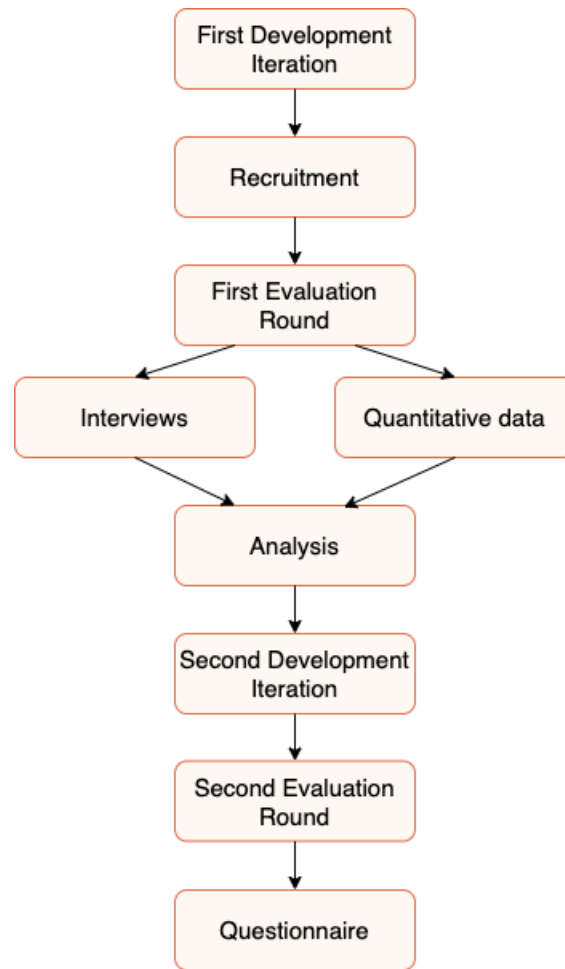 First Development
Iteration
Recruitment
First Evaluation
Round
Interviews
Quantitative data
Analysis
Second Development
Iteration
Second Evaluation
Round
Questionnaire